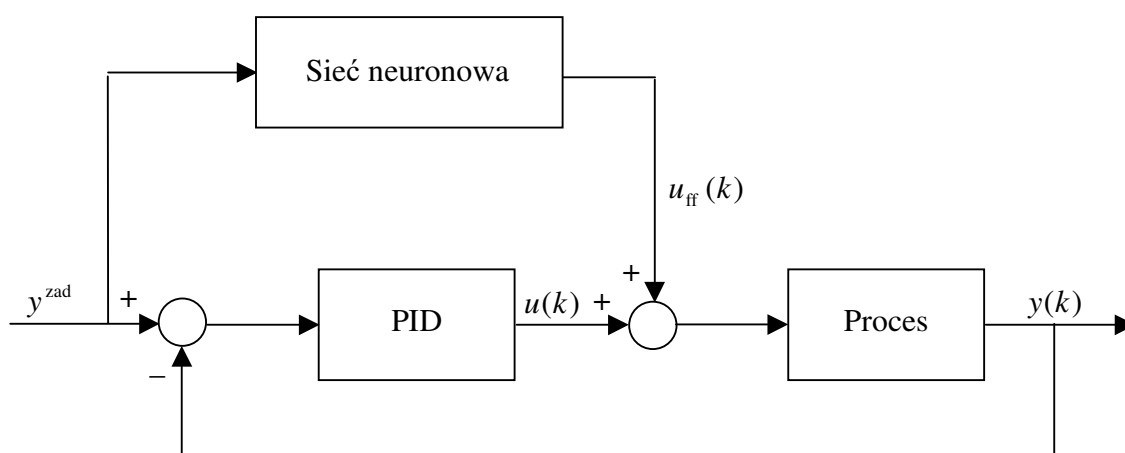 Sieć neuronowa
u_ff (k)
y^zad
+
−
PID
u(k)
+
+
Proces
y(k)